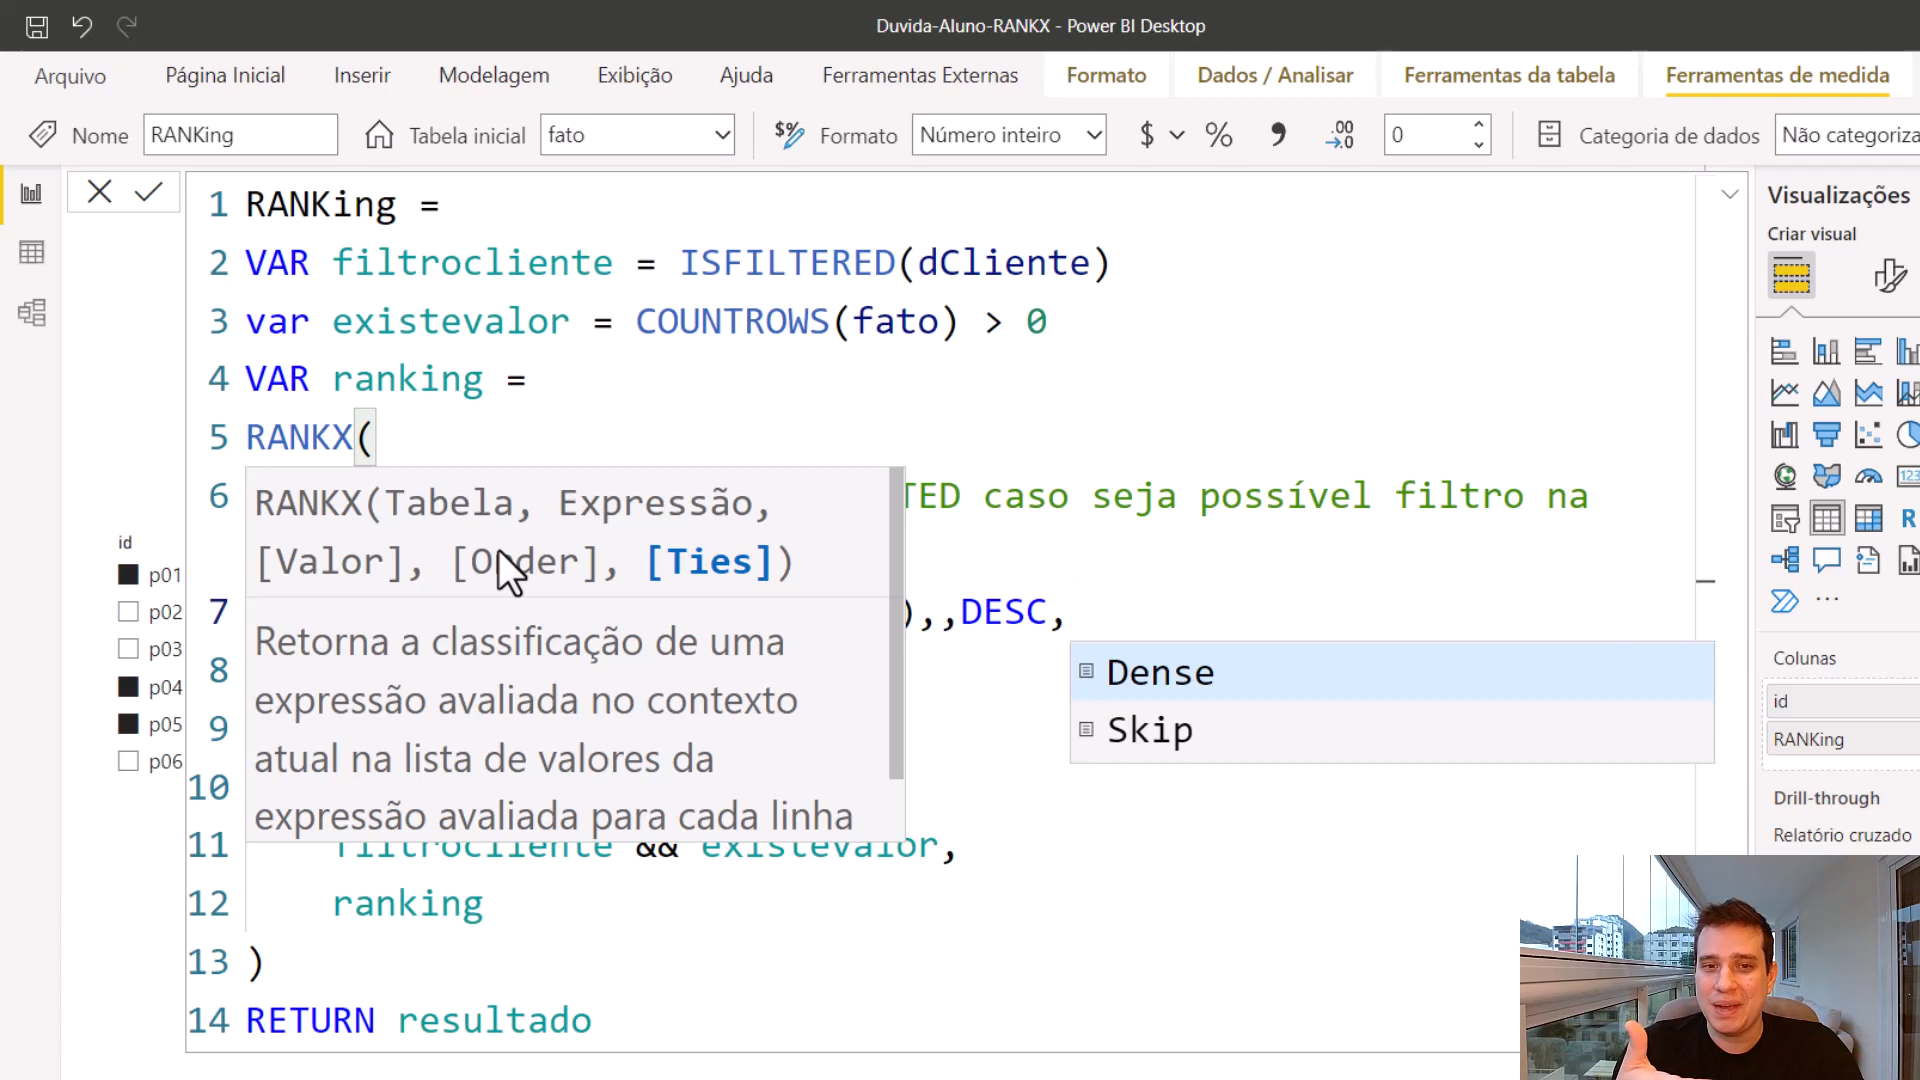 Duvida-Aluno-RANKX - Power BI Desktop
Arquivo Página Inicial Inserir Modelagem Exibição Ajuda Ferramentas Externas Formato Dados / Analisar Ferramentas da tabela Ferramentas de medida
Nome RANKing Tabela inicial fato Formato Número inteiro $ % 0 Categoria de dados Não categoriza
1 RANKing =
2 VAR filtrocliente = ISFILTERED(dCliente)
3 var existevalor = COUNTROWS(fato) > 0
4 VAR ranking =
5 RANKX(
6 TED caso seja possível filtro na
RANKX(Tabela, Expressão,
[Valor], [Order], [Ties])
7 ),,DESC,
Retorna a classificação de uma
expressão avaliada no contexto
atual na lista de valores da
expressão avaliada para cada linha
Dense
Skip
8
9
10
11 filtrocliente && existevalor,
12 ranking
13 )
14 RETURN resultado
id
p01
p02
p03
p04
p05
p06
Visualizações
Criar visual
123
R
Colunas
id
RANKing
Drill-through
Relatório cruzado